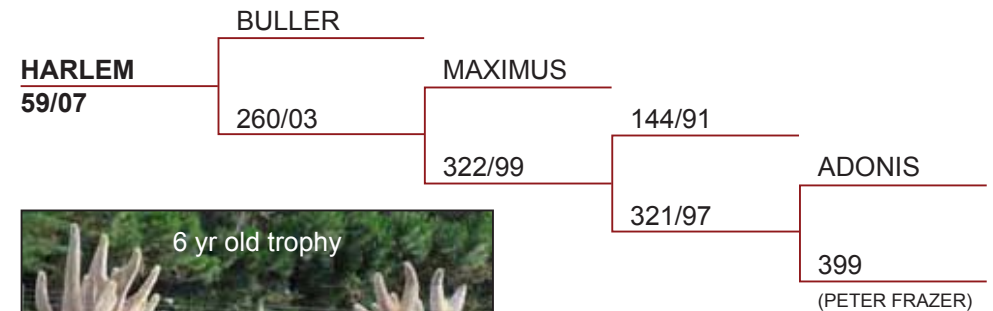 BULLER
HARLEM
59/07
MAXIMUS
260/03
144/91
322/99
ADONIS
321/97
399
(PETER FRAZER)
6 yr old trophy